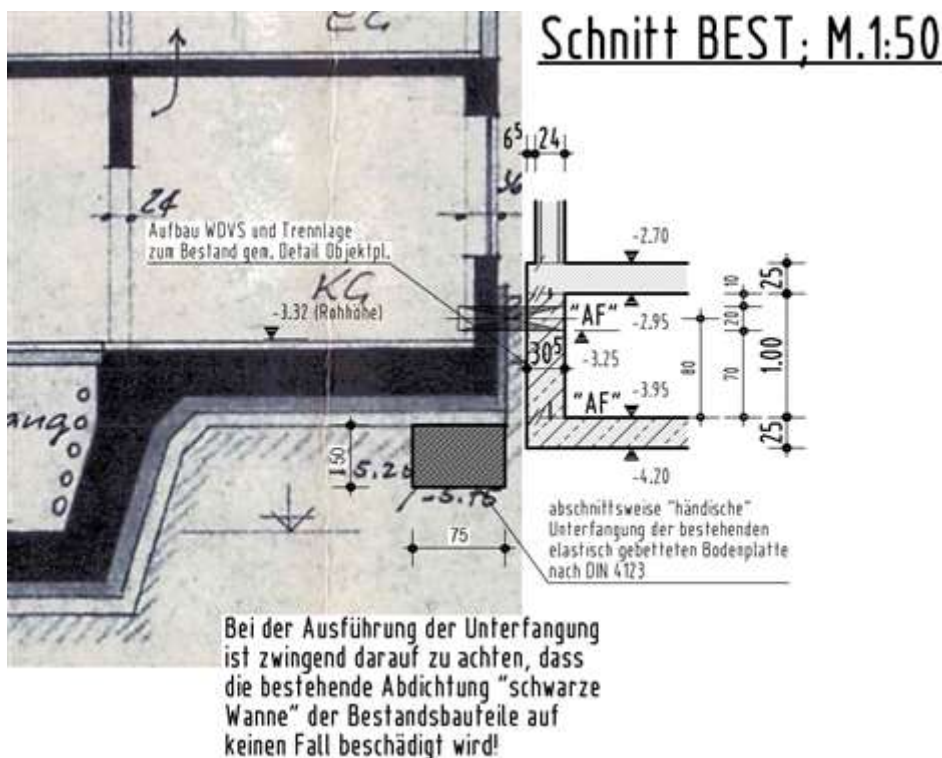 EG
Schnitt BEST; M.1:50
6⁵ 24
24
36
Aufbau WDVS und Trennlage
zum Bestand gem. Detail Objektpl.
KG
-3.32 (Rohhöhe)
-2.70
"AF"
-2.95
30⁵
-3.25
"AF"
-3.95
-4.20
10
20
70
80
25
1.00
25
50
75
5.20
abschnittsweise "händische"
Unterfangung der bestehenden
elastisch gebetteten Bodenplatte
nach DIN 4123
Bei der Ausführung der Unterfangung
ist zwingend darauf zu achten, dass
die bestehende Abdichtung "schwarze
Wanne" der Bestandsbauteile auf
keinen Fall beschädigt wird!